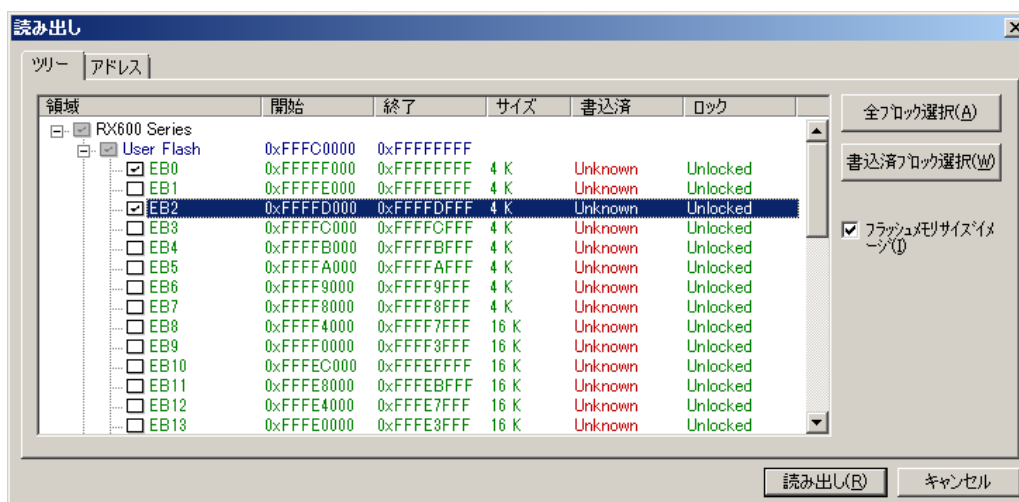 読み出し
ツリー アドレス
領域 開始 終了 サイズ 書込済 ロック
RX600 Series
User Flash 0xFFFC0000 0xFFFFFFFF
EB0 0xFFFFF000 0xFFFFFFFF 4 K Unknown Unlocked
EB1 0xFFFFE000 0xFFFFEFFF 4 K Unknown Unlocked
EB2 0xFFFFD000 0xFFFFDFFF 4 K Unknown Unlocked
EB3 0xFFFFC000 0xFFFFCFFF 4 K Unknown Unlocked
EB4 0xFFFFB000 0xFFFFBFFF 4 K Unknown Unlocked
EB5 0xFFFFA000 0xFFFFAFFF 4 K Unknown Unlocked
EB6 0xFFFF9000 0xFFFF9FFF 4 K Unknown Unlocked
EB7 0xFFFF8000 0xFFFF8FFF 4 K Unknown Unlocked
EB8 0xFFFF4000 0xFFFF7FFF 16 K Unknown Unlocked
EB9 0xFFFF0000 0xFFFF3FFF 16 K Unknown Unlocked
EB10 0xFFFEC000 0xFFFEFFFF 16 K Unknown Unlocked
EB11 0xFFFE8000 0xFFFEBFFF 16 K Unknown Unlocked
EB12 0xFFFE4000 0xFFFE7FFF 16 K Unknown Unlocked
EB13 0xFFFE0000 0xFFFE3FFF 16 K Unknown Unlocked
全ブロック選択(A)
書込済ブロック選択(W)
フラッシュメモリサイズイメ
ージ(I)
読み出し(R) キャンセル